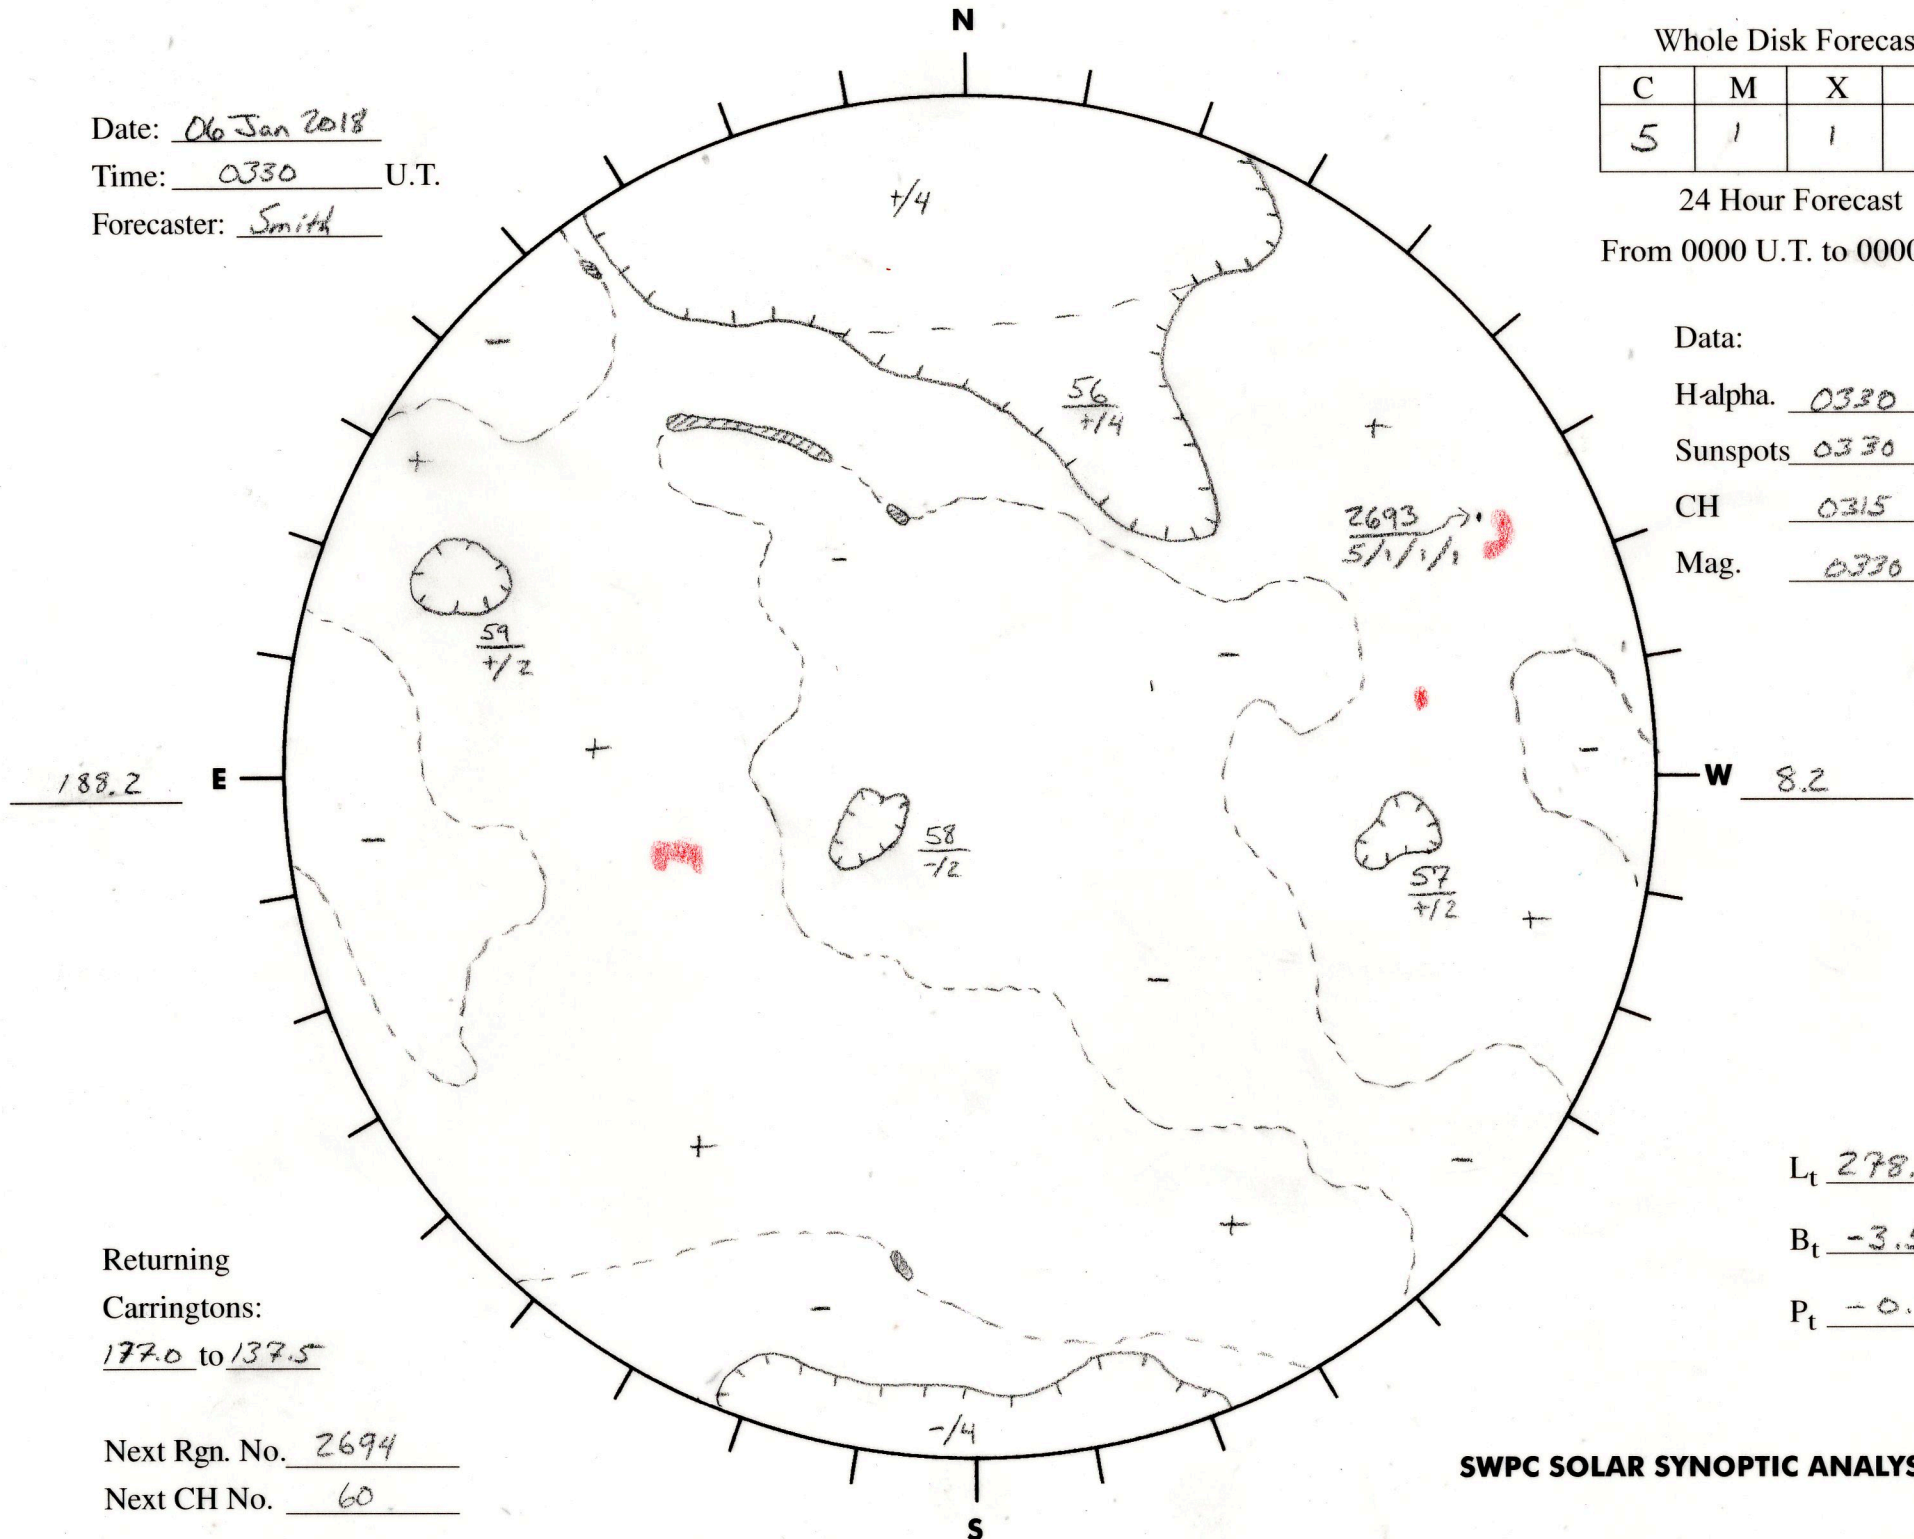 N
Whole Disk Forecas
C M X
5 1 1
24 Hour Forecast
From 0000 U.T. to 0000
Date: 06 Jan 2018
Time: 0330 U.T.
Forecaster: Smith
+/4
-
Data:
H-alpha. 0330
Sunspots 0330
CH 0315
Mag. 0330
56
+/4
+
+
2693
5/1/1/1
-
59
+/2
-
+
-
188.2 E
W 8.2
-
58
-/2
57
+/2
+
-
+
-
+
Lt 278.
Bt -3.5
Pt -0.
Returning
Carringtons:
177.0 to 137.5
-
-/4
Next Rgn. No. 2694
Next CH No. 60
SWPC SOLAR SYNOPTIC ANALYS
S